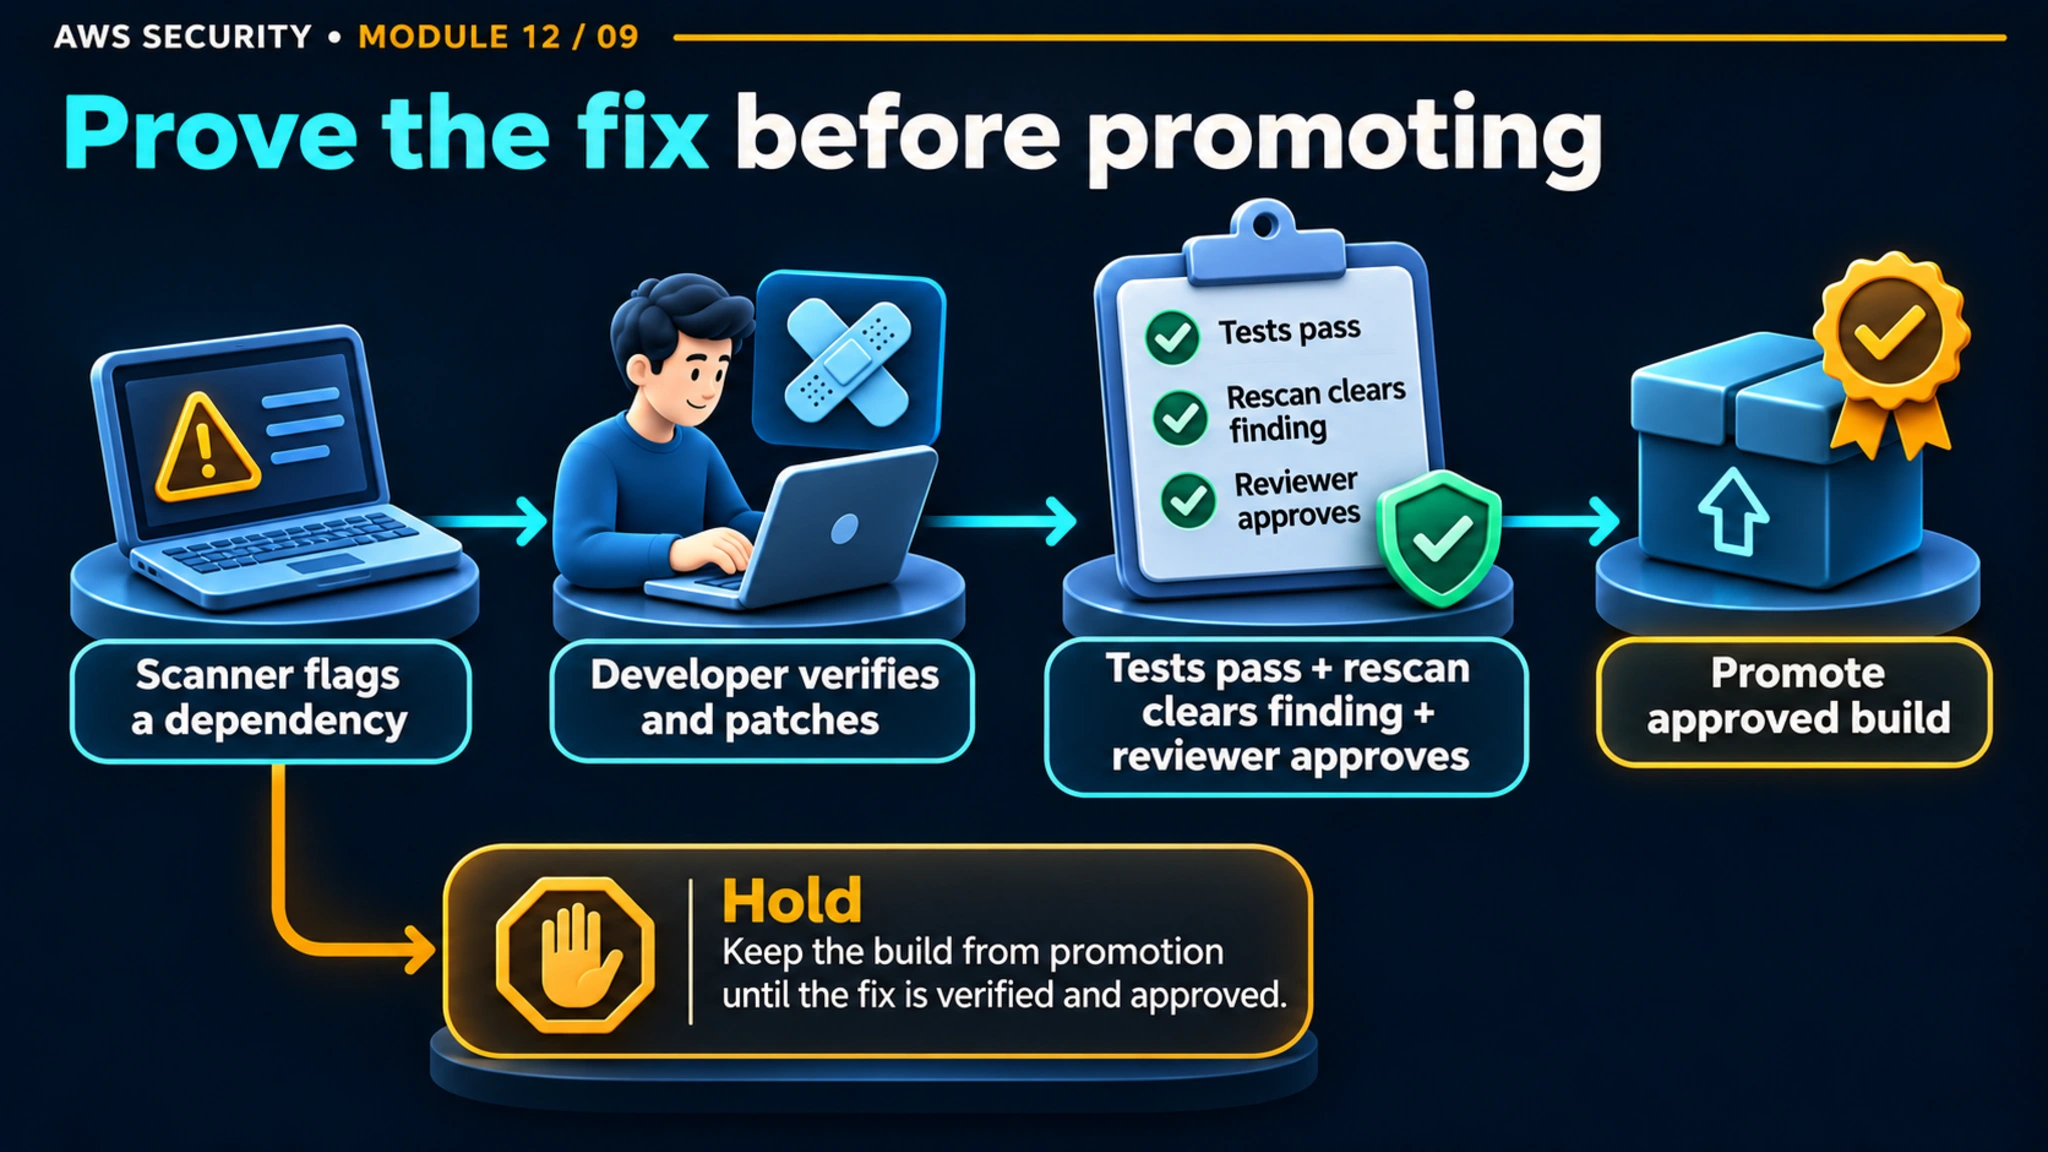 AWS SECURITY • MODULE 12 / 09
Prove the fix before promoting
Tests pass
Rescan clears
finding
Reviewer
approves
Scanner flags
a dependency
Developer verifies
and patches
Tests pass + rescan
clears finding +
reviewer approves
Promote
approved build
Hold
Keep the build from promotion
until the fix is verified and approved.